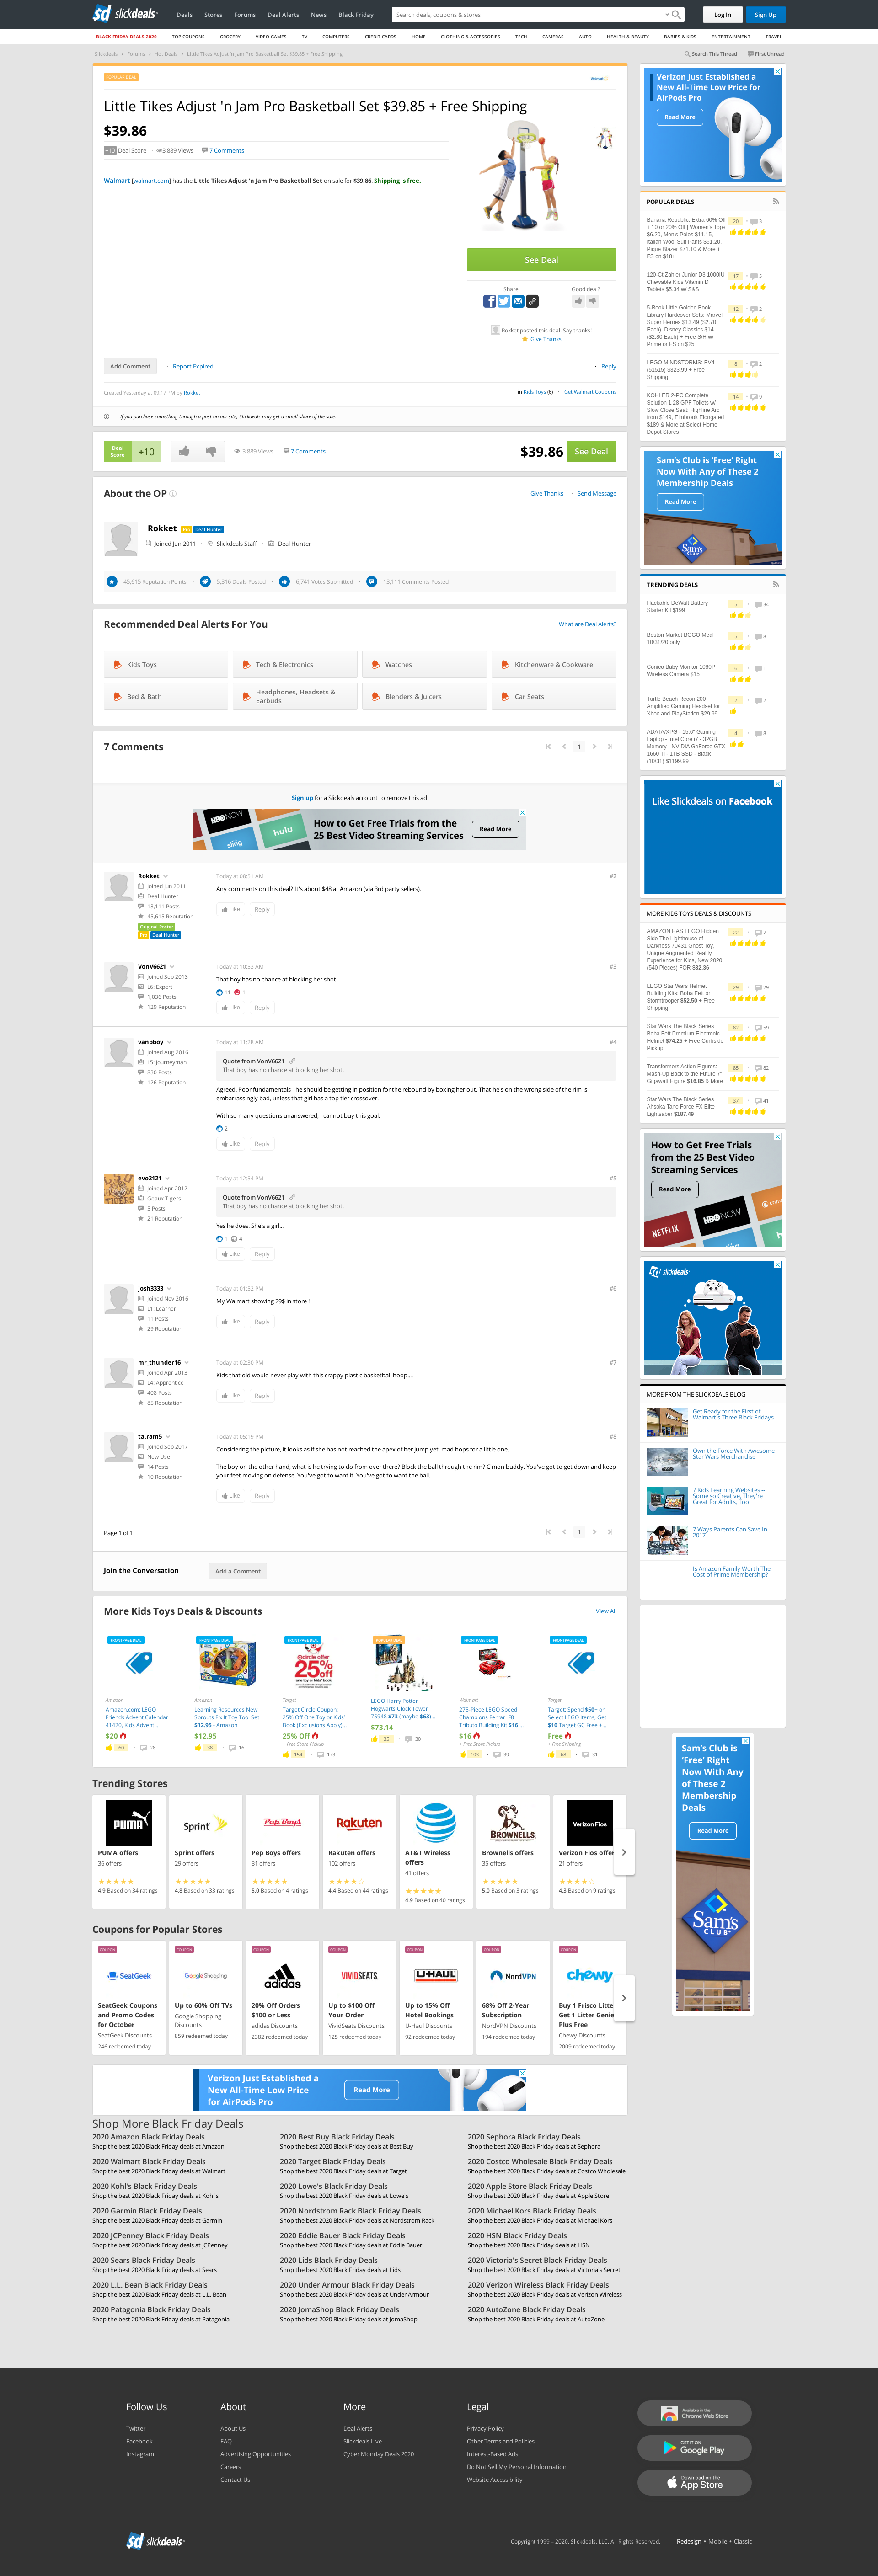 slickdeals
Deals Stores Forums Deal Alerts News Black Friday
Search deals, coupons & stores
Log In Sign Up
BLACK FRIDAY DEALS 2020 TOP COUPONS GROCERY VIDEO GAMES TV COMPUTERS CREDIT CARDS HOME CLOTHING & ACCESSORIES TECH CAMERAS AUTO HEALTH & BEAUTY BABIES & KIDS ENTERTAINMENT TRAVEL
Slickdeals Forums Hot Deals Little Tikes Adjust 'n Jam Pro Basketball Set $39.85 + Free Shipping
Search This Thread First Unread
POPULAR DEAL
Walmart
Little Tikes Adjust 'n Jam Pro Basketball Set $39.85 + Free Shipping
$39.86
+10 Deal Score 3,889 Views 7 Comments
Walmart [walmart.com] has the Little Tikes Adjust 'n Jam Pro Basketball Set on sale for $39.86. Shipping is free.
See Deal
Share Good deal?
Rokket posted this deal. Say thanks!
Give Thanks
Add Comment Report Expired Reply
Created Yesterday at 09:17 PM by Rokket
in Kids Toys (6) Get Walmart Coupons
If you purchase something through a post on our site, Slickdeals may get a small share of the sale.
Deal Score +10 3,889 Views 7 Comments $39.86 See Deal
About the OP Give Thanks Send Message
Rokket Pro Deal Hunter
Joined Jun 2011 Slickdeals Staff Deal Hunter
45,615 Reputation Points 5,316 Deals Posted 6,741 Votes Submitted 13,111 Comments Posted
Recommended Deal Alerts For You What are Deal Alerts?
Kids Toys Tech & Electronics Watches Kitchenware & Cookware
Bed & Bath Headphones, Headsets & Earbuds Blenders & Juicers Car Seats
7 Comments 1
Sign up for a Slickdeals account to remove this ad.
HBO NOW sling hulu
How to Get Free Trials from the
25 Best Video Streaming Services
Read More
Rokket Today at 08:51 AM #2
Joined Jun 2011
Deal Hunter
13,111 Posts
45,615 Reputation
Original Poster
Pro Deal Hunter
Any comments on this deal? It's about $48 at Amazon (via 3rd party sellers).
Like Reply
VonV6621 Today at 10:53 AM #3
Joined Sep 2013
L6: Expert
1,036 Posts
129 Reputation
That boy has no chance at blocking her shot.
11 1
Like Reply
vanbboy Today at 11:28 AM #4
Joined Aug 2016
L5: Journeyman
830 Posts
126 Reputation
Quote from VonV6621
That boy has no chance at blocking her shot.
Agreed. Poor fundamentals - he should be getting in position for the rebound by boxing her out. That he's on the wrong side of the rim is
embarrassingly bad, unless that girl has a top tier crossover.
With so many questions unanswered, I cannot buy this goal.
2
Like Reply
evo2121 Today at 12:54 PM #5
Joined Apr 2012
Geaux Tigers
5 Posts
21 Reputation
Quote from VonV6621
That boy has no chance at blocking her shot.
Yes he does. She's a girl...
1 4
Like Reply
josh3333 Today at 01:52 PM #6
Joined Nov 2016
L1: Learner
11 Posts
29 Reputation
My Walmart showing 29$ in store !
Like Reply
mr_thunder16 Today at 02:30 PM #7
Joined Apr 2013
L4: Apprentice
408 Posts
85 Reputation
Kids that old would never play with this crappy plastic basketball hoop....
Like Reply
ta.ram5 Today at 05:19 PM #8
Joined Sep 2017
New User
14 Posts
10 Reputation
Considering the picture, it looks as if she has not reached the apex of her jump yet. mad hops for a little one.
The boy on the other hand, what is he trying to do from over there? Block the ball through the rim? C'mon buddy. You've got to get down and keep
your feet moving on defense. You've got to want it. You've got to want the ball.
Like Reply
Page 1 of 1 1
Join the Conversation Add a Comment
More Kids Toys Deals & Discounts View All
FRONTPAGE DEAL
Amazon
Amazon.com: LEGO
Friends Advent Calendar
41420, Kids Advent...
$20
60 28
FRONTPAGE DEAL
Amazon
Learning Resources New
Sprouts Fix It Toy Tool Set
$12.95 - Amazon
$12.95
38 16
FRONTPAGE DEAL
circle offer
25% off
Target
Target Circle Coupon:
25% Off One Toy or Kids'
Book (Exclusions Apply)...
25% Off
+ Free Store Pickup
154 173
LEGO Harry Potter
Hogwarts Clock Tower
75948 $73 (maybe $63)...
$73.14
35 30
FRONTPAGE DEAL
Walmart
275-Piece LEGO Speed
Champions Ferrari F8
Tributo Building Kit $16 ...
$16
+ Free Store Pickup
103 39
FRONTPAGE DEAL
Target
Target: Spend $50+ on
Select LEGO Items, Get
$10 Target GC Free + ...
Free
+ Free Shipping
68 31
Trending Stores
PUMA Sprint Pep Boys Rakuten AT&T BROWNELLS Verizon Fios
PUMA offers
36 offers
4.9 Based on 34 ratings
Sprint offers
29 offers
4.8 Based on 33 ratings
Pep Boys offers
31 offers
5.0 Based on 4 ratings
Rakuten offers
102 offers
4.4 Based on 44 ratings
AT&T Wireless
offers
41 offers
4.9 Based on 40 ratings
Brownells offers
35 offers
5.0 Based on 3 ratings
Verizon Fios offer
21 offers
4.3 Based on 9 ratings
Coupons for Popular Stores
COUPON
SeatGeek
SeatGeek Coupons
and Promo Codes
for October
SeatGeek Discounts
246 redeemed today
COUPON
Google Shopping
Up to 60% Off TVs
Google Shopping
Discounts
859 redeemed today
COUPON
adidas
20% Off Orders
$100 or Less
adidas Discounts
2382 redeemed today
COUPON
VIVIDSEATS.
Up to $100 Off
Your Order
VividSeats Discounts
125 redeemed today
COUPON
U-HAUL
Up to 15% Off
Hotel Bookings
U-Haul Discounts
92 redeemed today
COUPON
NordVPN
68% Off 2-Year
Subscription
NordVPN Discounts
194 redeemed today
COUPON
chewy
Buy 1 Frisco Litter
Get 1 Litter Genie
Plus Free
Chewy Discounts
2009 redeemed today
Verizon Just Established a
New All-Time Low Price
for AirPods Pro
Read More
Shop More Black Friday Deals
2020 Amazon Black Friday Deals
Shop the best 2020 Black Friday deals at Amazon
2020 Walmart Black Friday Deals
Shop the best 2020 Black Friday deals at Walmart
2020 Kohl's Black Friday Deals
Shop the best 2020 Black Friday deals at Kohl's
2020 Garmin Black Friday Deals
Shop the best 2020 Black Friday deals at Garmin
2020 JCPenney Black Friday Deals
Shop the best 2020 Black Friday deals at JCPenney
2020 Sears Black Friday Deals
Shop the best 2020 Black Friday deals at Sears
2020 L.L. Bean Black Friday Deals
Shop the best 2020 Black Friday deals at L.L. Bean
2020 Patagonia Black Friday Deals
Shop the best 2020 Black Friday deals at Patagonia
2020 Best Buy Black Friday Deals
Shop the best 2020 Black Friday deals at Best Buy
2020 Target Black Friday Deals
Shop the best 2020 Black Friday deals at Target
2020 Lowe's Black Friday Deals
Shop the best 2020 Black Friday deals at Lowe's
2020 Nordstrom Rack Black Friday Deals
Shop the best 2020 Black Friday deals at Nordstrom Rack
2020 Eddie Bauer Black Friday Deals
Shop the best 2020 Black Friday deals at Eddie Bauer
2020 Lids Black Friday Deals
Shop the best 2020 Black Friday deals at Lids
2020 Under Armour Black Friday Deals
Shop the best 2020 Black Friday deals at Under Armour
2020 JomaShop Black Friday Deals
Shop the best 2020 Black Friday deals at JomaShop
2020 Sephora Black Friday Deals
Shop the best 2020 Black Friday deals at Sephora
2020 Costco Wholesale Black Friday Deals
Shop the best 2020 Black Friday deals at Costco Wholesale
2020 Apple Store Black Friday Deals
Shop the best 2020 Black Friday deals at Apple Store
2020 Michael Kors Black Friday Deals
Shop the best 2020 Black Friday deals at Michael Kors
2020 HSN Black Friday Deals
Shop the best 2020 Black Friday deals at HSN
2020 Victoria's Secret Black Friday Deals
Shop the best 2020 Black Friday deals at Victoria's Secret
2020 Verizon Wireless Black Friday Deals
Shop the best 2020 Black Friday deals at Verizon Wireless
2020 AutoZone Black Friday Deals
Shop the best 2020 Black Friday deals at AutoZone
Verizon Just Established a
New All-Time Low Price for
AirPods Pro
Read More
POPULAR DEALS
Banana Republic: Extra 60% Off
+ 10 or 20% Off | Women's Tops
$6.20, Men's Polos $11.15,
Italian Wool Suit Pants $61.20,
Pique Blazer $71.10 & More +
FS on $19+
20 3
120-Ct Zahler Junior D3 1000IU
Chewable Kids Vitamin D
Tablets $5.34 w/ S&S
17 5
5-Book Little Golden Book
Library Hardcover Sets: Marvel
Super Heroes $13.49 ($2.70
Each), Disney Classics $14
($2.80 Each) + Free S/H w/
Prime or FS on $25+
12 2
LEGO MINDSTORMS: EV4
(51515) $323.99 + Free
Shipping
8 2
KOHLER 2-PC Complete
Solution 1.28 GPF Toilets w/
Slow Close Seat: Highline Arc
from $149, Elmbrook Elongated
$189 & More at Select Home
Depot Stores
14 9
Sam's Club is 'Free' Right
Now With Any of These 2
Membership Deals
Read More
Sam's
TRENDING DEALS
Hackable DeWalt Battery
Starter Kit $199
5 34
Boston Market BOGO Meal
10/31/20 only
5 8
Conico Baby Monitor 1080P
Wireless Camera $15
6 1
Turtle Beach Recon 200
Amplified Gaming Headset for
Xbox and PlayStation $29.99
2 2
ADATA/XPG - 15.6" Gaming
Laptop - Intel Core i7 - 32GB
Memory - NVIDIA GeForce GTX
1660 Ti - 1TB SSD - Black
(10/31) $1199.99
4 8
Like Slickdeals on Facebook
MORE KIDS TOYS DEALS & DISCOUNTS
AMAZON HAS LEGO Hidden
Side The Lighthouse of
Darkness 70431 Ghost Toy,
Unique Augmented Reality
Experience for Kids, New 2020
(540 Pieces) FOR $32.36
22 7
LEGO Star Wars Helmet
Building Kits: Boba Fett or
Stormtrooper $52.50 + Free
Shipping
29 29
Star Wars The Black Series
Boba Fett Premium Electronic
Helmet $74.25 + Free Curbside
Pickup
82 59
Transformers Action Figures:
Mash-Up Back to the Future 7"
Gigawatt Figure $16.85 & More
85 82
Star Wars The Black Series
Ahsoka Tano Force FX Elite
Lightsaber $187.49
37 41
How to Get Free Trials
from the 25 Best Video
Streaming Services
Read More
NETFLIX HBO NOW
slickdeals
MORE FROM THE SLICKDEALS BLOG
Get Ready for the First of
Walmart's Three Black Fridays
Own the Force With Awesome
Star Wars Merchandise
7 Kids Learning Websites –
Some so Creative, They're
Great for Adults, Too
7 Ways Parents Can Save In
2017
Is Amazon Family Worth The
Cost of Prime Membership?
Sam's Club is
'Free' Right
Now With Any
of These 2
Membership
Deals
Read More
Sam's
CLUB
Follow Us
Twitter
Facebook
Instagram
About
About Us
FAQ
Advertising Opportunities
Careers
Contact Us
More
Deal Alerts
Slickdeals Live
Cyber Monday Deals 2020
Legal
Privacy Policy
Other Terms and Policies
Interest-Based Ads
Do Not Sell My Personal Information
Website Accessibility
Available in the
Chrome Web Store
GET IT ON
Google Play
Download on the
App Store
slickdeals
Copyright 1999 – 2020. Slickdeals, LLC. All Rights Reserved. Redesign • Mobile • Classic